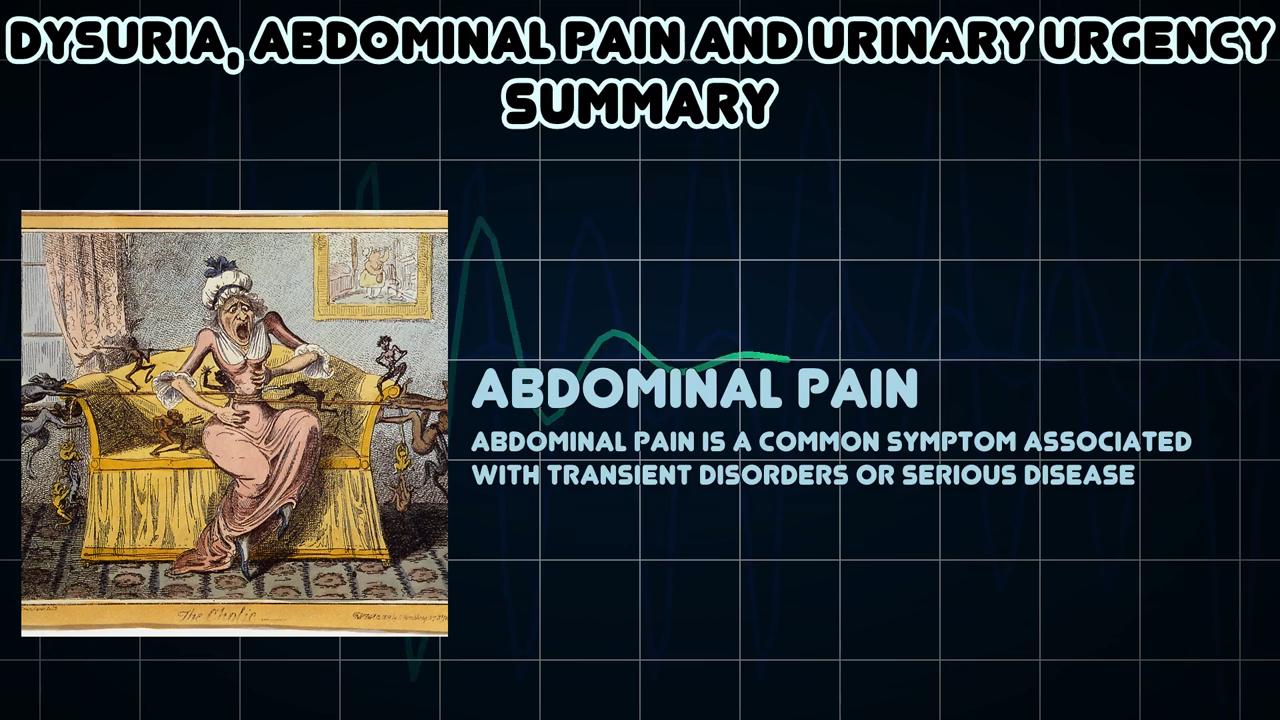 DYSURIA, ABDOMINAL PAIN AND URINARY URGENCY
SUMMARY
ABDOMINAL PAIN
ABDOMINAL PAIN IS A COMMON SYMPTOM ASSOCIATED
WITH TRANSIENT DISORDERS OR SERIOUS DISEASE
The Cholic